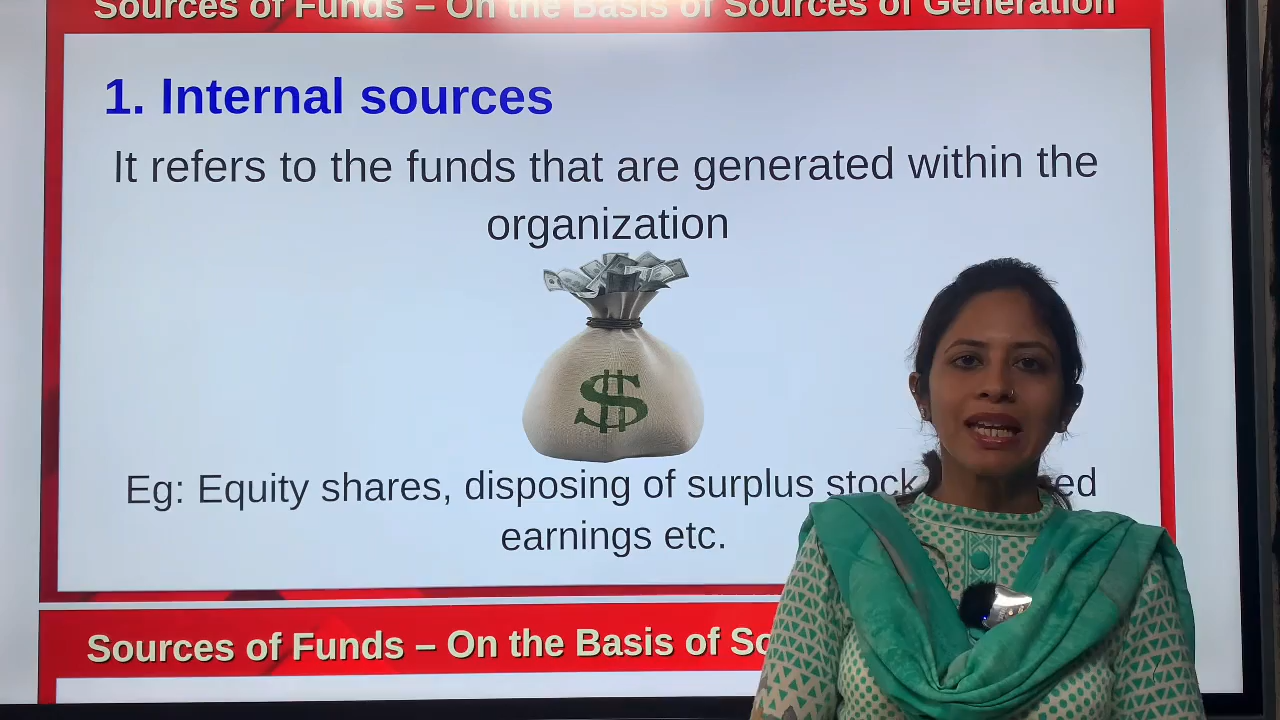 Sources of Funds – On the Basis of Sources of Generation
1. Internal sources
It refers to the funds that are generated within the
organization
$
Eg: Equity shares, disposing of surplus stock
earnings etc.
Sources of Funds – On the Basis of